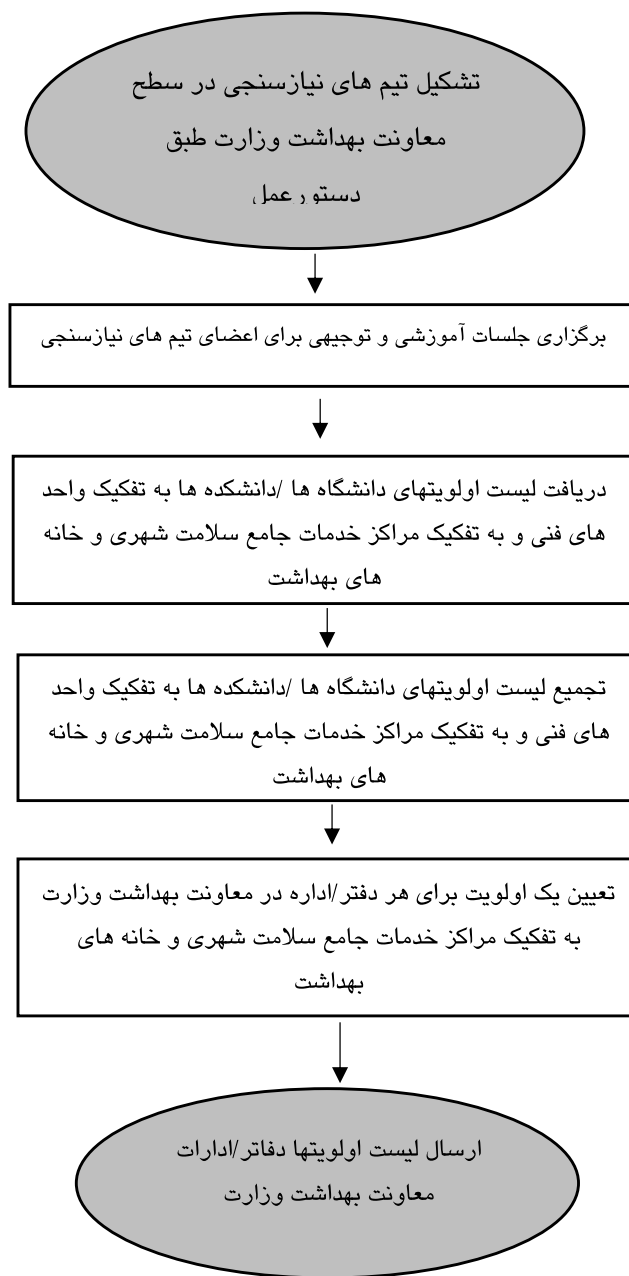 تشکیل تیم های نیازسنجی در سطح
معاونت بهداشت وزارت طبق
دستورعمل
برگزاری جلسات آموزشی و توجیهی برای اعضای تیم های نیازسنجی
دریافت لیست اولویتهای دانشگاه ها /دانشکده ها به تفکیک واحد
های فنی و به تفکیک مراکز خدمات جامع سلامت شهری و خانه
های بهداشت
تجمیع لیست اولویتهای دانشگاه ها /دانشکده ها به تفکیک واحد
های فنی و به تفکیک مراکز خدمات جامع سلامت شهری و خانه
های بهداشت
تعیین یک اولویت برای هر دفتر/اداره در معاونت بهداشت وزارت
به تفکیک مراکز خدمات جامع سلامت شهری و خانه های
بهداشت
ارسال لیست اولویتها دفاتر/ادارات
معاونت بهداشت وزارت